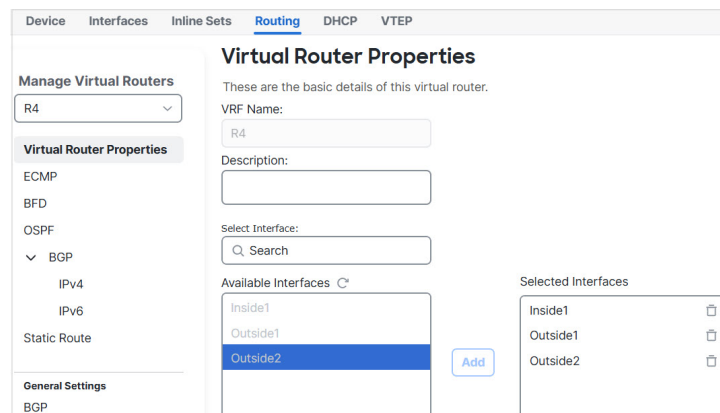 Device Interfaces Inline Sets Routing DHCP VTEP
Manage Virtual Routers
R4
Virtual Router Properties
ECMP
BFD
OSPF
BGP
IPv4
IPv6
Static Route
General Settings
BGP
Virtual Router Properties
These are the basic details of this virtual router.
VRF Name:
R4
Description:
Select Interface:
Search
Available Interfaces
Inside1
Outside1
Outside2
Add
Selected Interfaces
Inside1
Outside1
Outside2